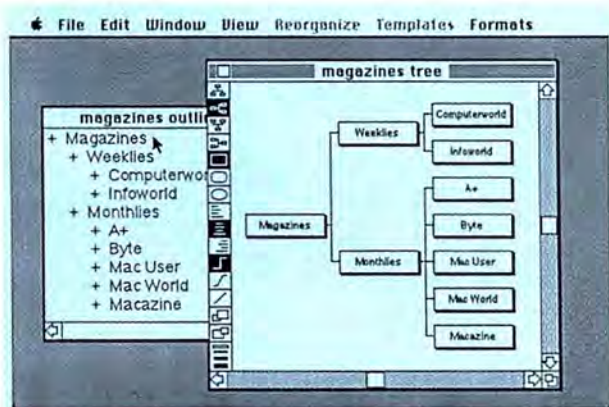 File Edit Window View Reorganize Templates Formats
magazines tree
magazines outli
+ Magazines
+ Weeklies
+ Computerwor
+ Infoworld
+ Monthlies
+ A+
+ Byte
+ Mac User
+ Mac World
+ Macazine
Magazines
Weeklies
Computerworld
Infoworld
Monthlies
A+
Byte
Mac User
Mac World
Macazine